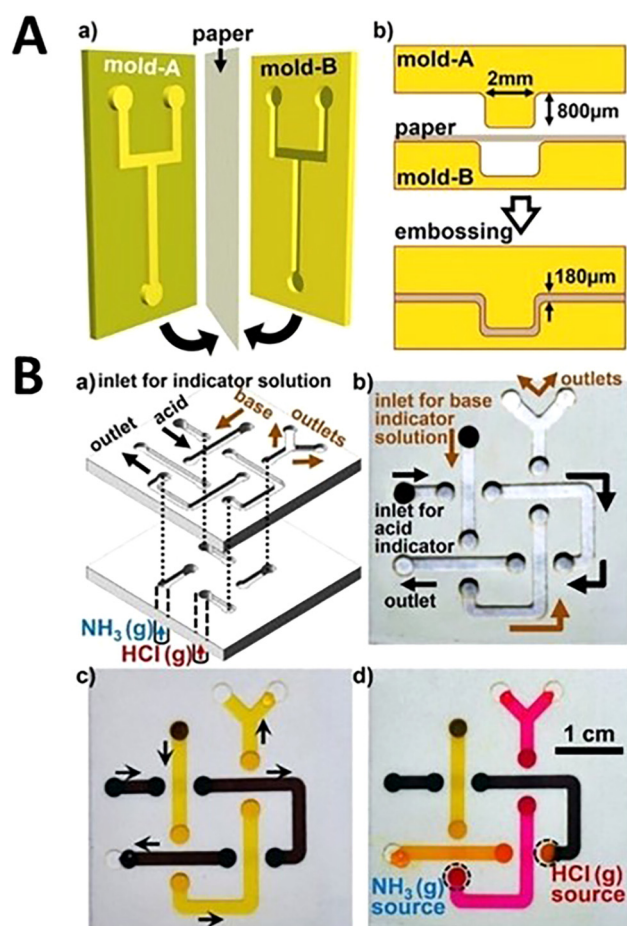 A
a)
paper
b)
mold-A
mold-B
mold-A
2mm
800µm
paper
mold-B
embossing
180µm
B
a) inlet for indicator solution
acid
base
outlet
outlets
NH3 (g)
HCl (g)
b)
outlets
inlet for base
indicator
solution
inlet for
acid
indicator
outlet
c)
d)
1 cm
NH3 (g)
source
HCl (g)
source